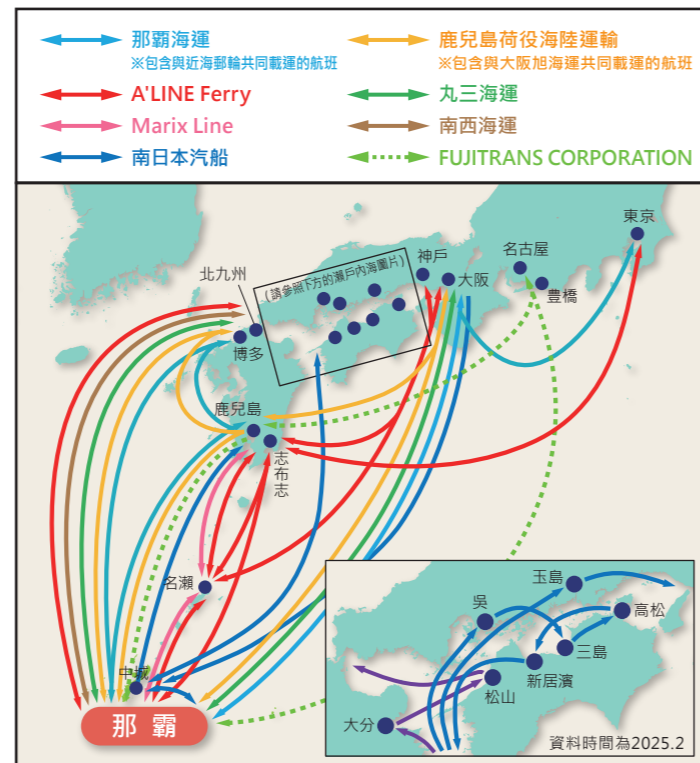 那霸海運
※包含與近海郵輪共同載運的航班
A'LINE Ferry
Marix Line
南日本汽船
鹿兒島荷役海陸運輸
※包含與大阪旭海運共同載運的航班
丸三海運
南西海運
FUJITRANS CORPORATION
東京
名古屋
神戶
大阪
豊橋
北九州
(請參照下方的瀨戶內海圖片)
博多
鹿兒島
志布志
名瀨
中城
那霸
玉島
吳
高松
三島
新居濱
松山
大分
資料時間為2025.2